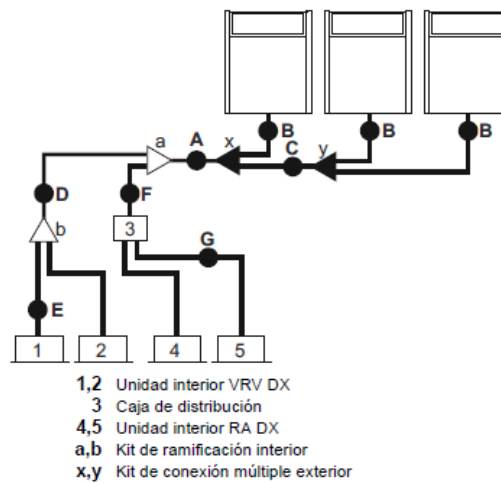 B
B
B
A
x
C
y
a
D
F
b
3
G
E
1
2
4
5
1,2 Unidad interior VRV DX
3 Caja de distribución
4,5 Unidad interior RA DX
a,b Kit de ramificación interior
x,y Kit de conexión múltiple exterior